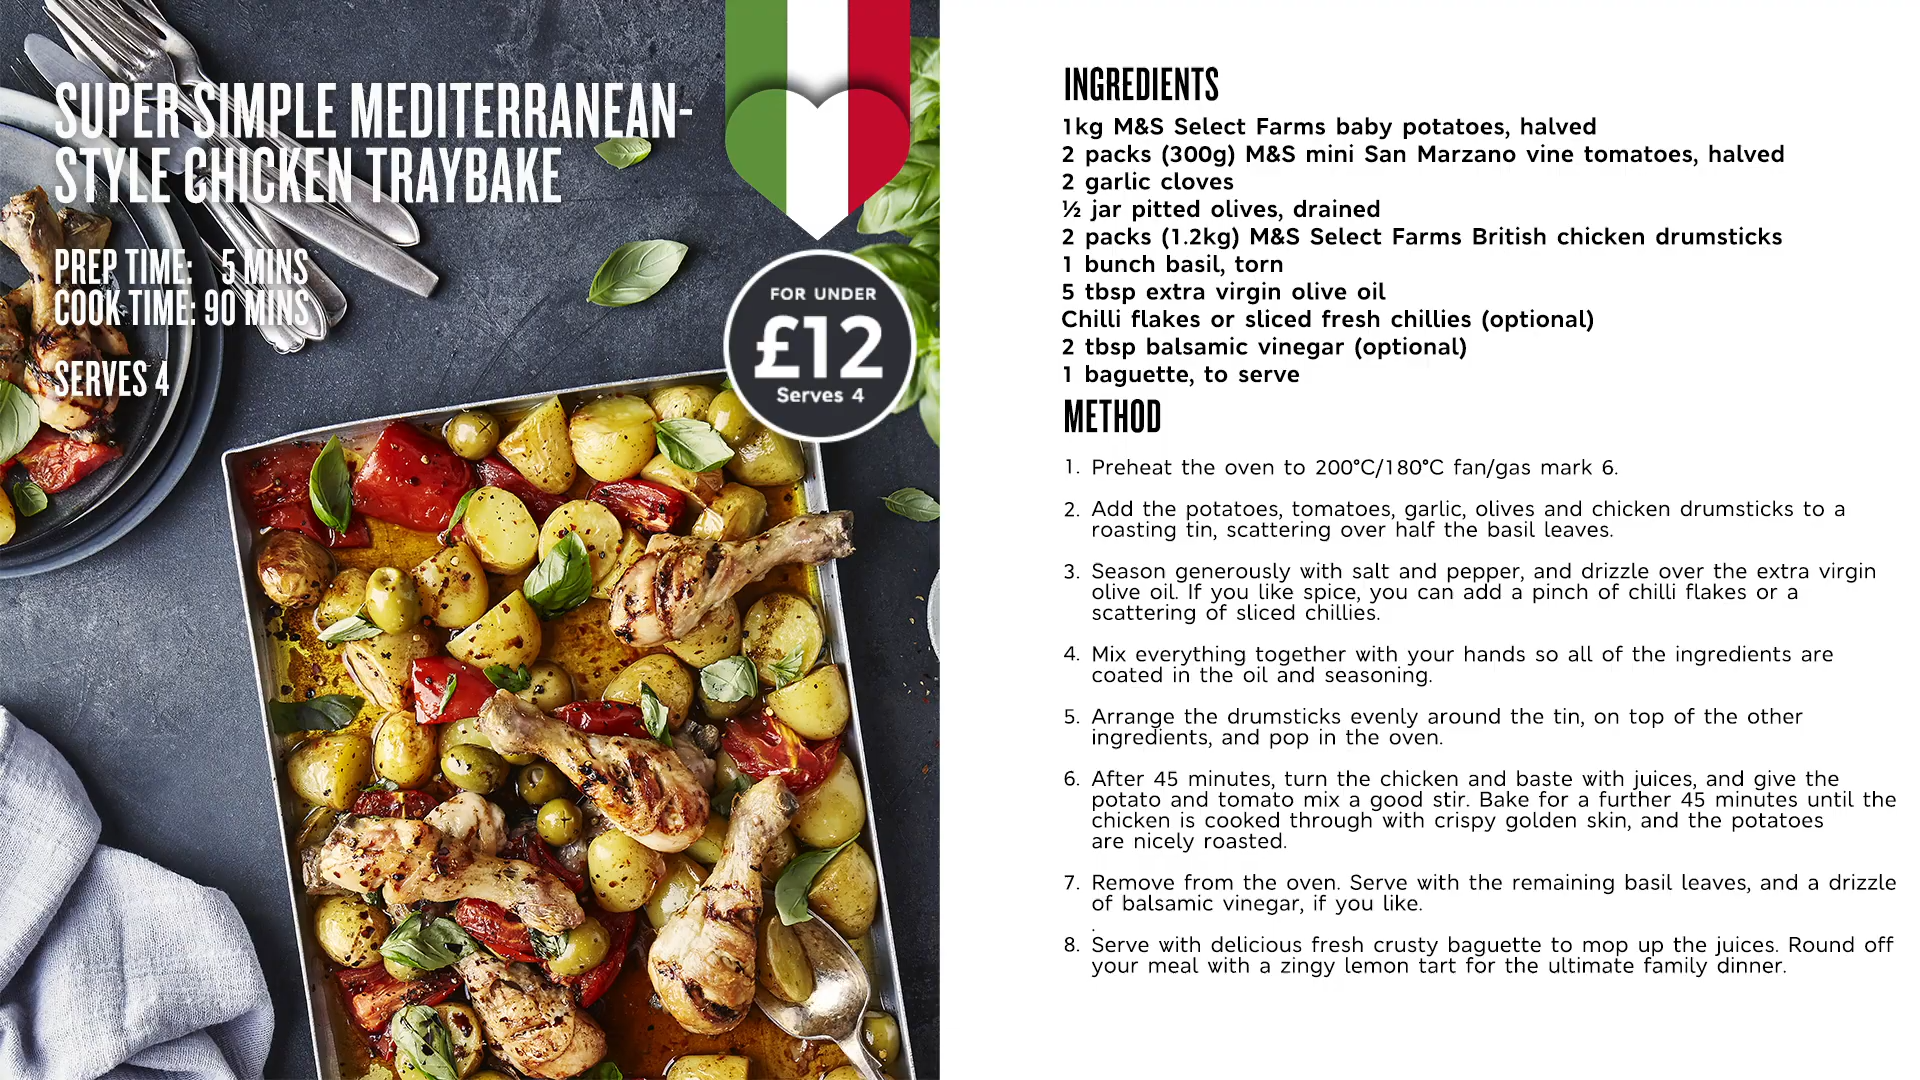 SUPER SIMPLE MEDITERRANEAN-
STYLE CHICKEN TRAYBAKE
PREP TIME: 5 MINS
COOK TIME: 90 MINS
SERVES 4
FOR UNDER
£12
Serves 4
INGREDIENTS
1kg M&S Select Farms baby potatoes, halved
2 packs (300g) M&S mini San Marzano vine tomatoes, halved
2 garlic cloves
½ jar pitted olives, drained
2 packs (1.2kg) M&S Select Farms British chicken drumsticks
1 bunch basil, torn
5 tbsp extra virgin olive oil
Chilli flakes or sliced fresh chillies (optional)
2 tbsp balsamic vinegar (optional)
1 baguette, to serve
METHOD
1. Preheat the oven to 200°C/180°C fan/gas mark 6.
2. Add the potatoes, tomatoes, garlic, olives and chicken drumsticks to a
roasting tin, scattering over half the basil leaves.
3. Season generously with salt and pepper, and drizzle over the extra virgin
olive oil. If you like spice, you can add a pinch of chilli flakes or a
scattering of sliced chillies.
4. Mix everything together with your hands so all of the ingredients are
coated in the oil and seasoning.
5. Arrange the drumsticks evenly around the tin, on top of the other
ingredients, and pop in the oven.
6. After 45 minutes, turn the chicken and baste with juices, and give the
potato and tomato mix a good stir. Bake for a further 45 minutes until the
chicken is cooked through with crispy golden skin, and the potatoes
are nicely roasted.
7. Remove from the oven. Serve with the remaining basil leaves, and a drizzle
of balsamic vinegar, if you like.
.
8. Serve with delicious fresh crusty baguette to mop up the juices. Round off
your meal with a zingy lemon tart for the ultimate family dinner.